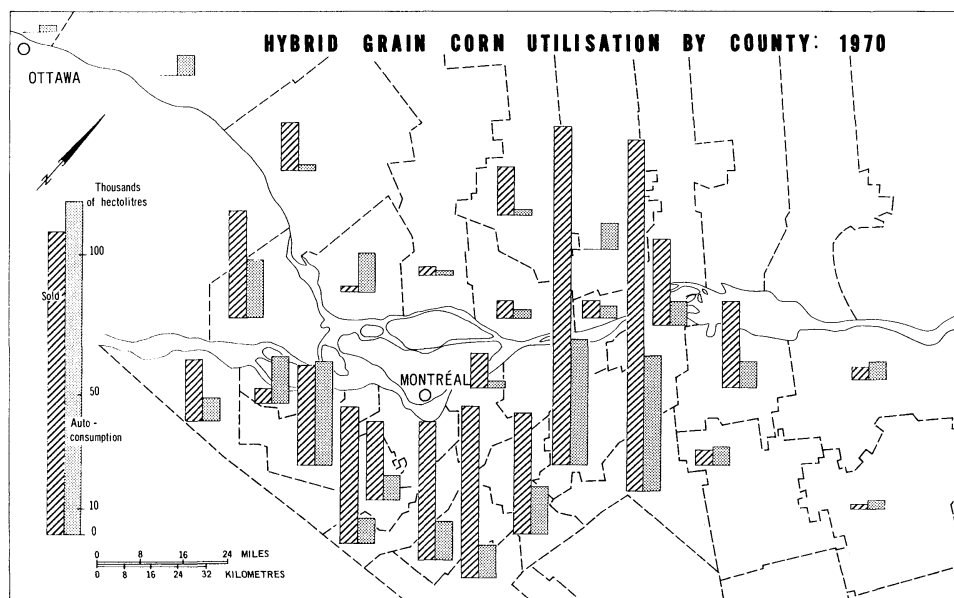 HYBRID GRAIN CORN UTILISATION BY COUNTY: 1970
OTTAWA
N
Thousands
of hectolitres
100
Sold
50
Auto-
consumption
10
0
MONTRÉAL
0 8 16 24 MILES
0 8 16 24 32 KILOMETRES